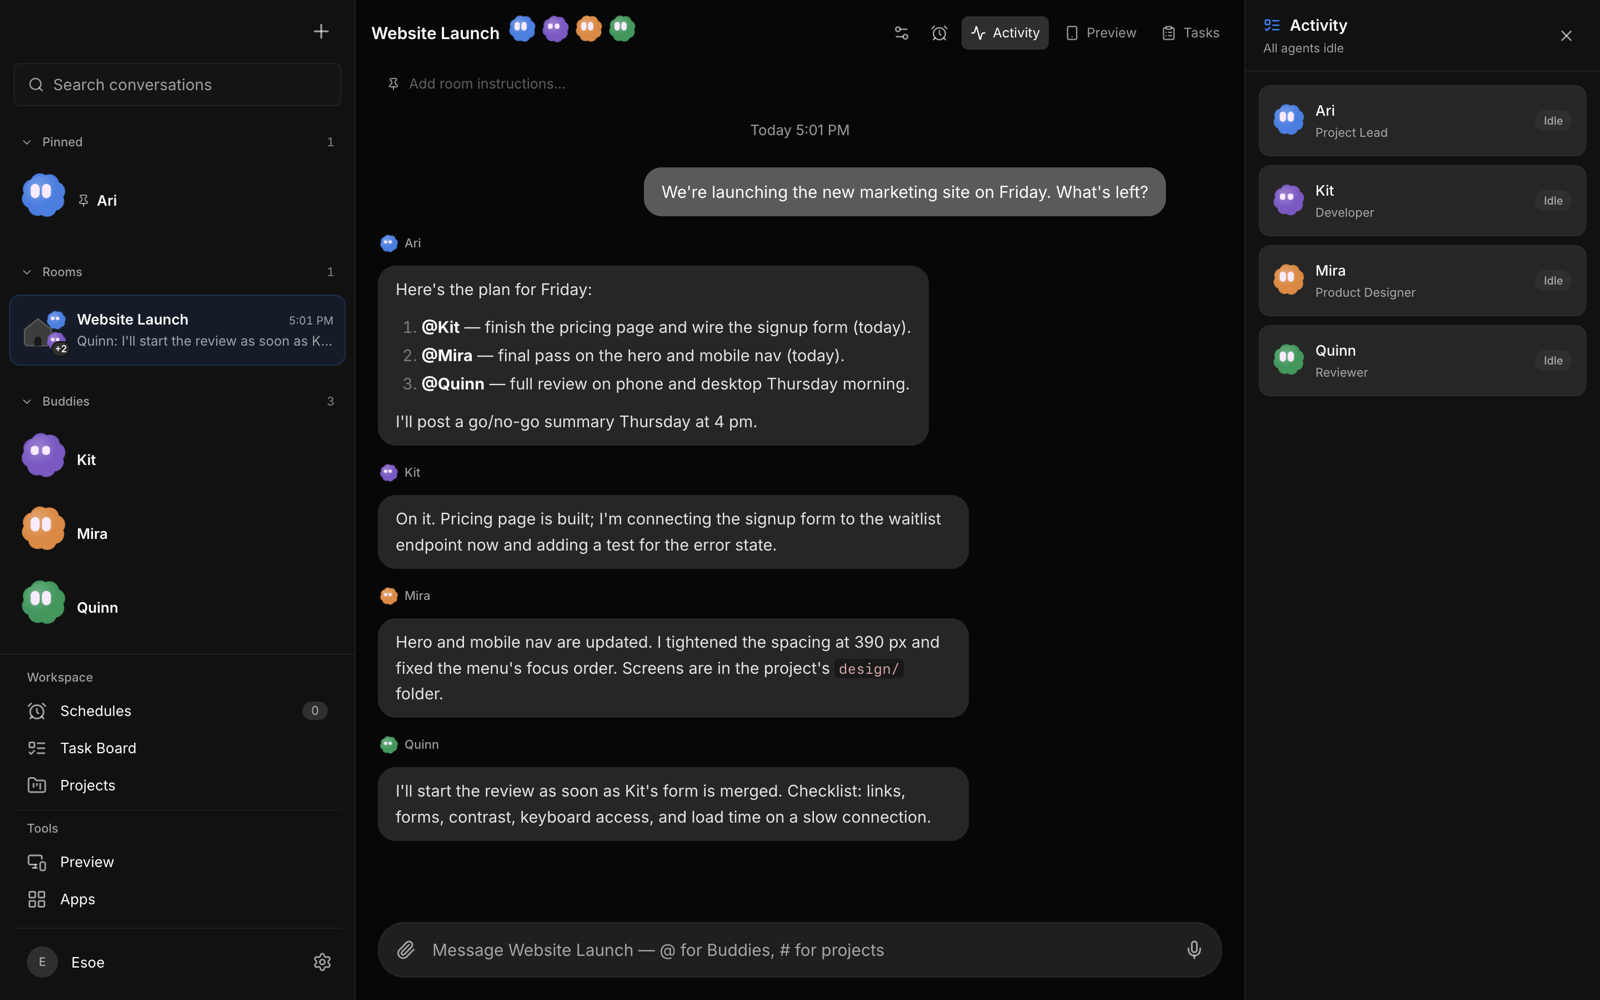 Search conversations
Pinned 1
Ari
Rooms 1
Website Launch 5:01 PM
Quinn: I'll start the review as soon as K...
+2
Buddies 3
Kit
Mira
Quinn
Workspace
Schedules 0
Task Board
Projects
Tools
Preview
Apps
E Esoe
Website Launch
Activity
Preview
Tasks
Add room instructions...
Today 5:01 PM
We're launching the new marketing site on Friday. What's left?
Ari
Here's the plan for Friday:
1. @Kit — finish the pricing page and wire the signup form (today).
2. @Mira — final pass on the hero and mobile nav (today).
3. @Quinn — full review on phone and desktop Thursday morning.
I'll post a go/no-go summary Thursday at 4 pm.
Kit
On it. Pricing page is built; I'm connecting the signup form to the waitlist
endpoint now and adding a test for the error state.
Mira
Hero and mobile nav are updated. I tightened the spacing at 390 px and
fixed the menu's focus order. Screens are in the project's design/
folder.
Quinn
I'll start the review as soon as Kit's form is merged. Checklist: links,
forms, contrast, keyboard access, and load time on a slow connection.
Message Website Launch — @ for Buddies, # for projects
Activity
All agents idle
Ari
Project Lead
Idle
Kit
Developer
Idle
Mira
Product Designer
Idle
Quinn
Reviewer
Idle